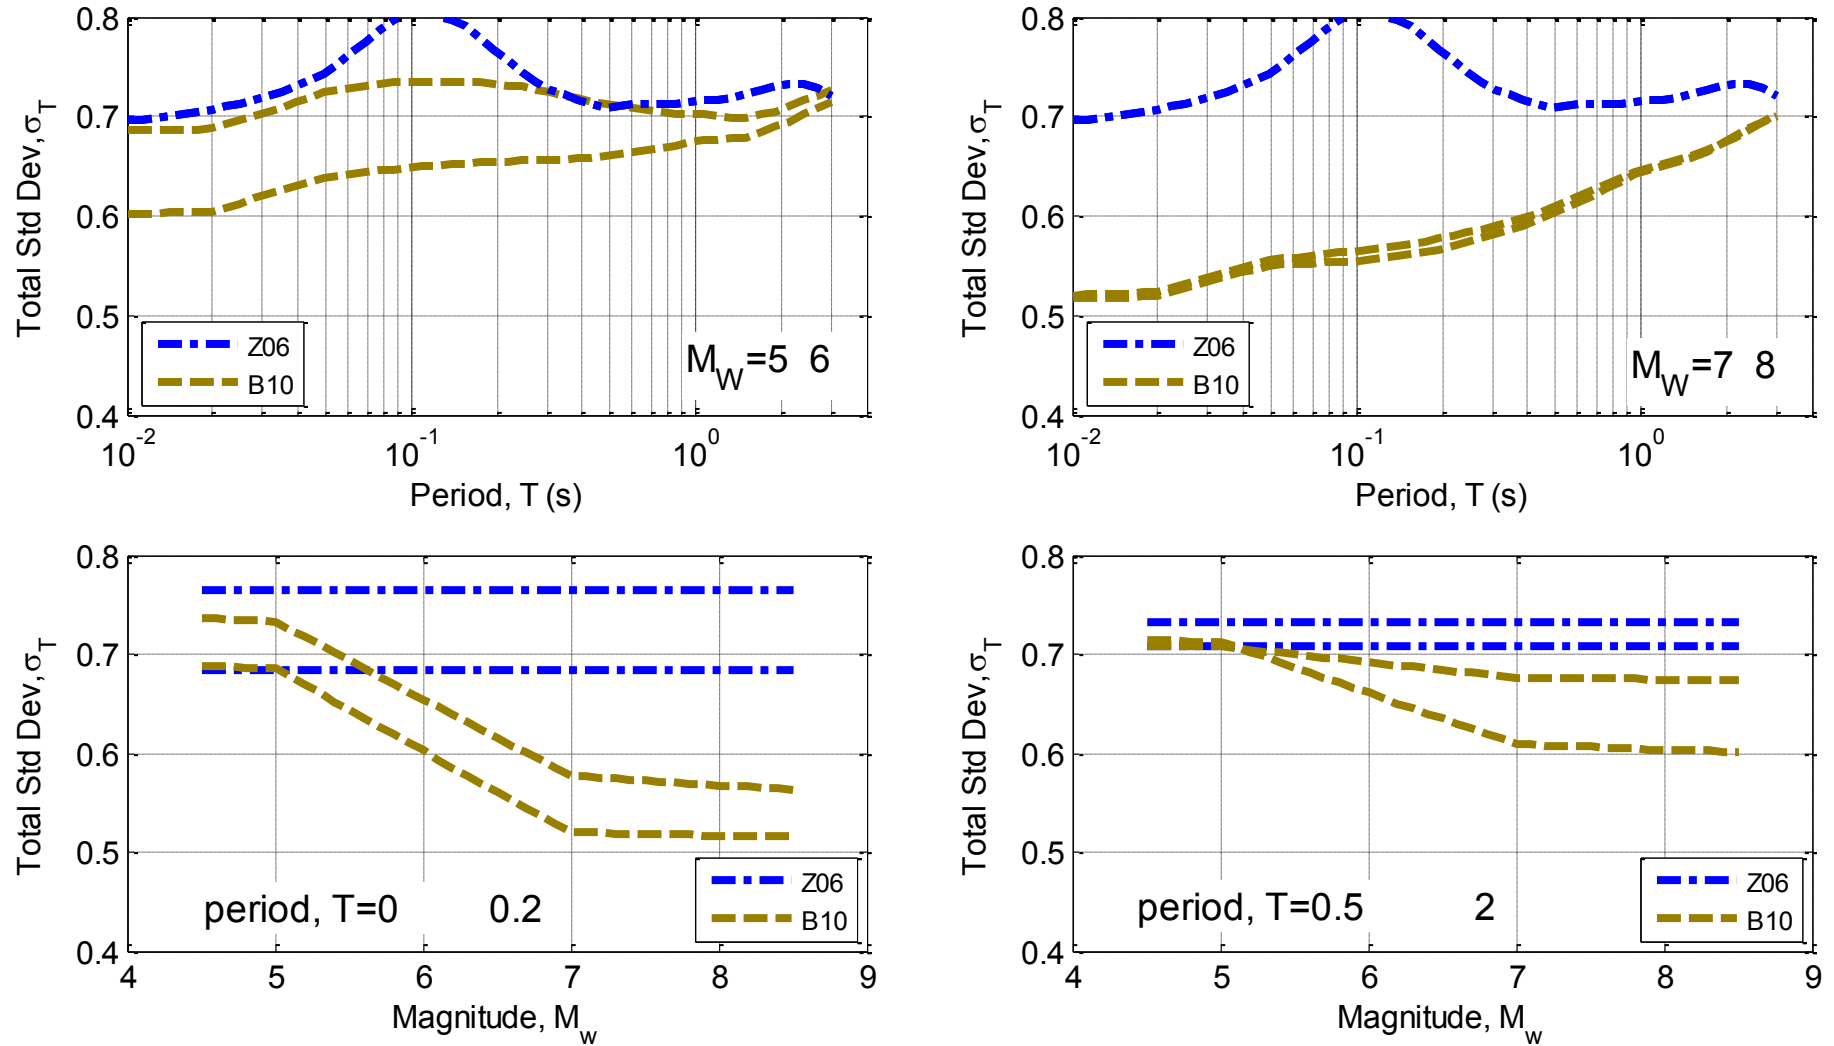 0.8
0.7
0.6
0.5
0.4
Total Std Dev,σT
Z06
B10
MW=5 6
10-2
10-1
100
Period, T (s)
0.8
0.7
0.6
0.5
0.4
Total Std Dev,σT
Z06
B10
MW=7 8
10-2
10-1
100
Period, T (s)
0.8
0.7
0.6
0.5
0.4
Total Std Dev,σT
Z06
B10
period, T=0 0.2
4 5 6 7 8 9
Magnitude, Mw
0.8
0.7
0.6
0.5
0.4
Total Std Dev,σT
Z06
B10
period, T=0.5 2
4 5 6 7 8 9
Magnitude, Mw